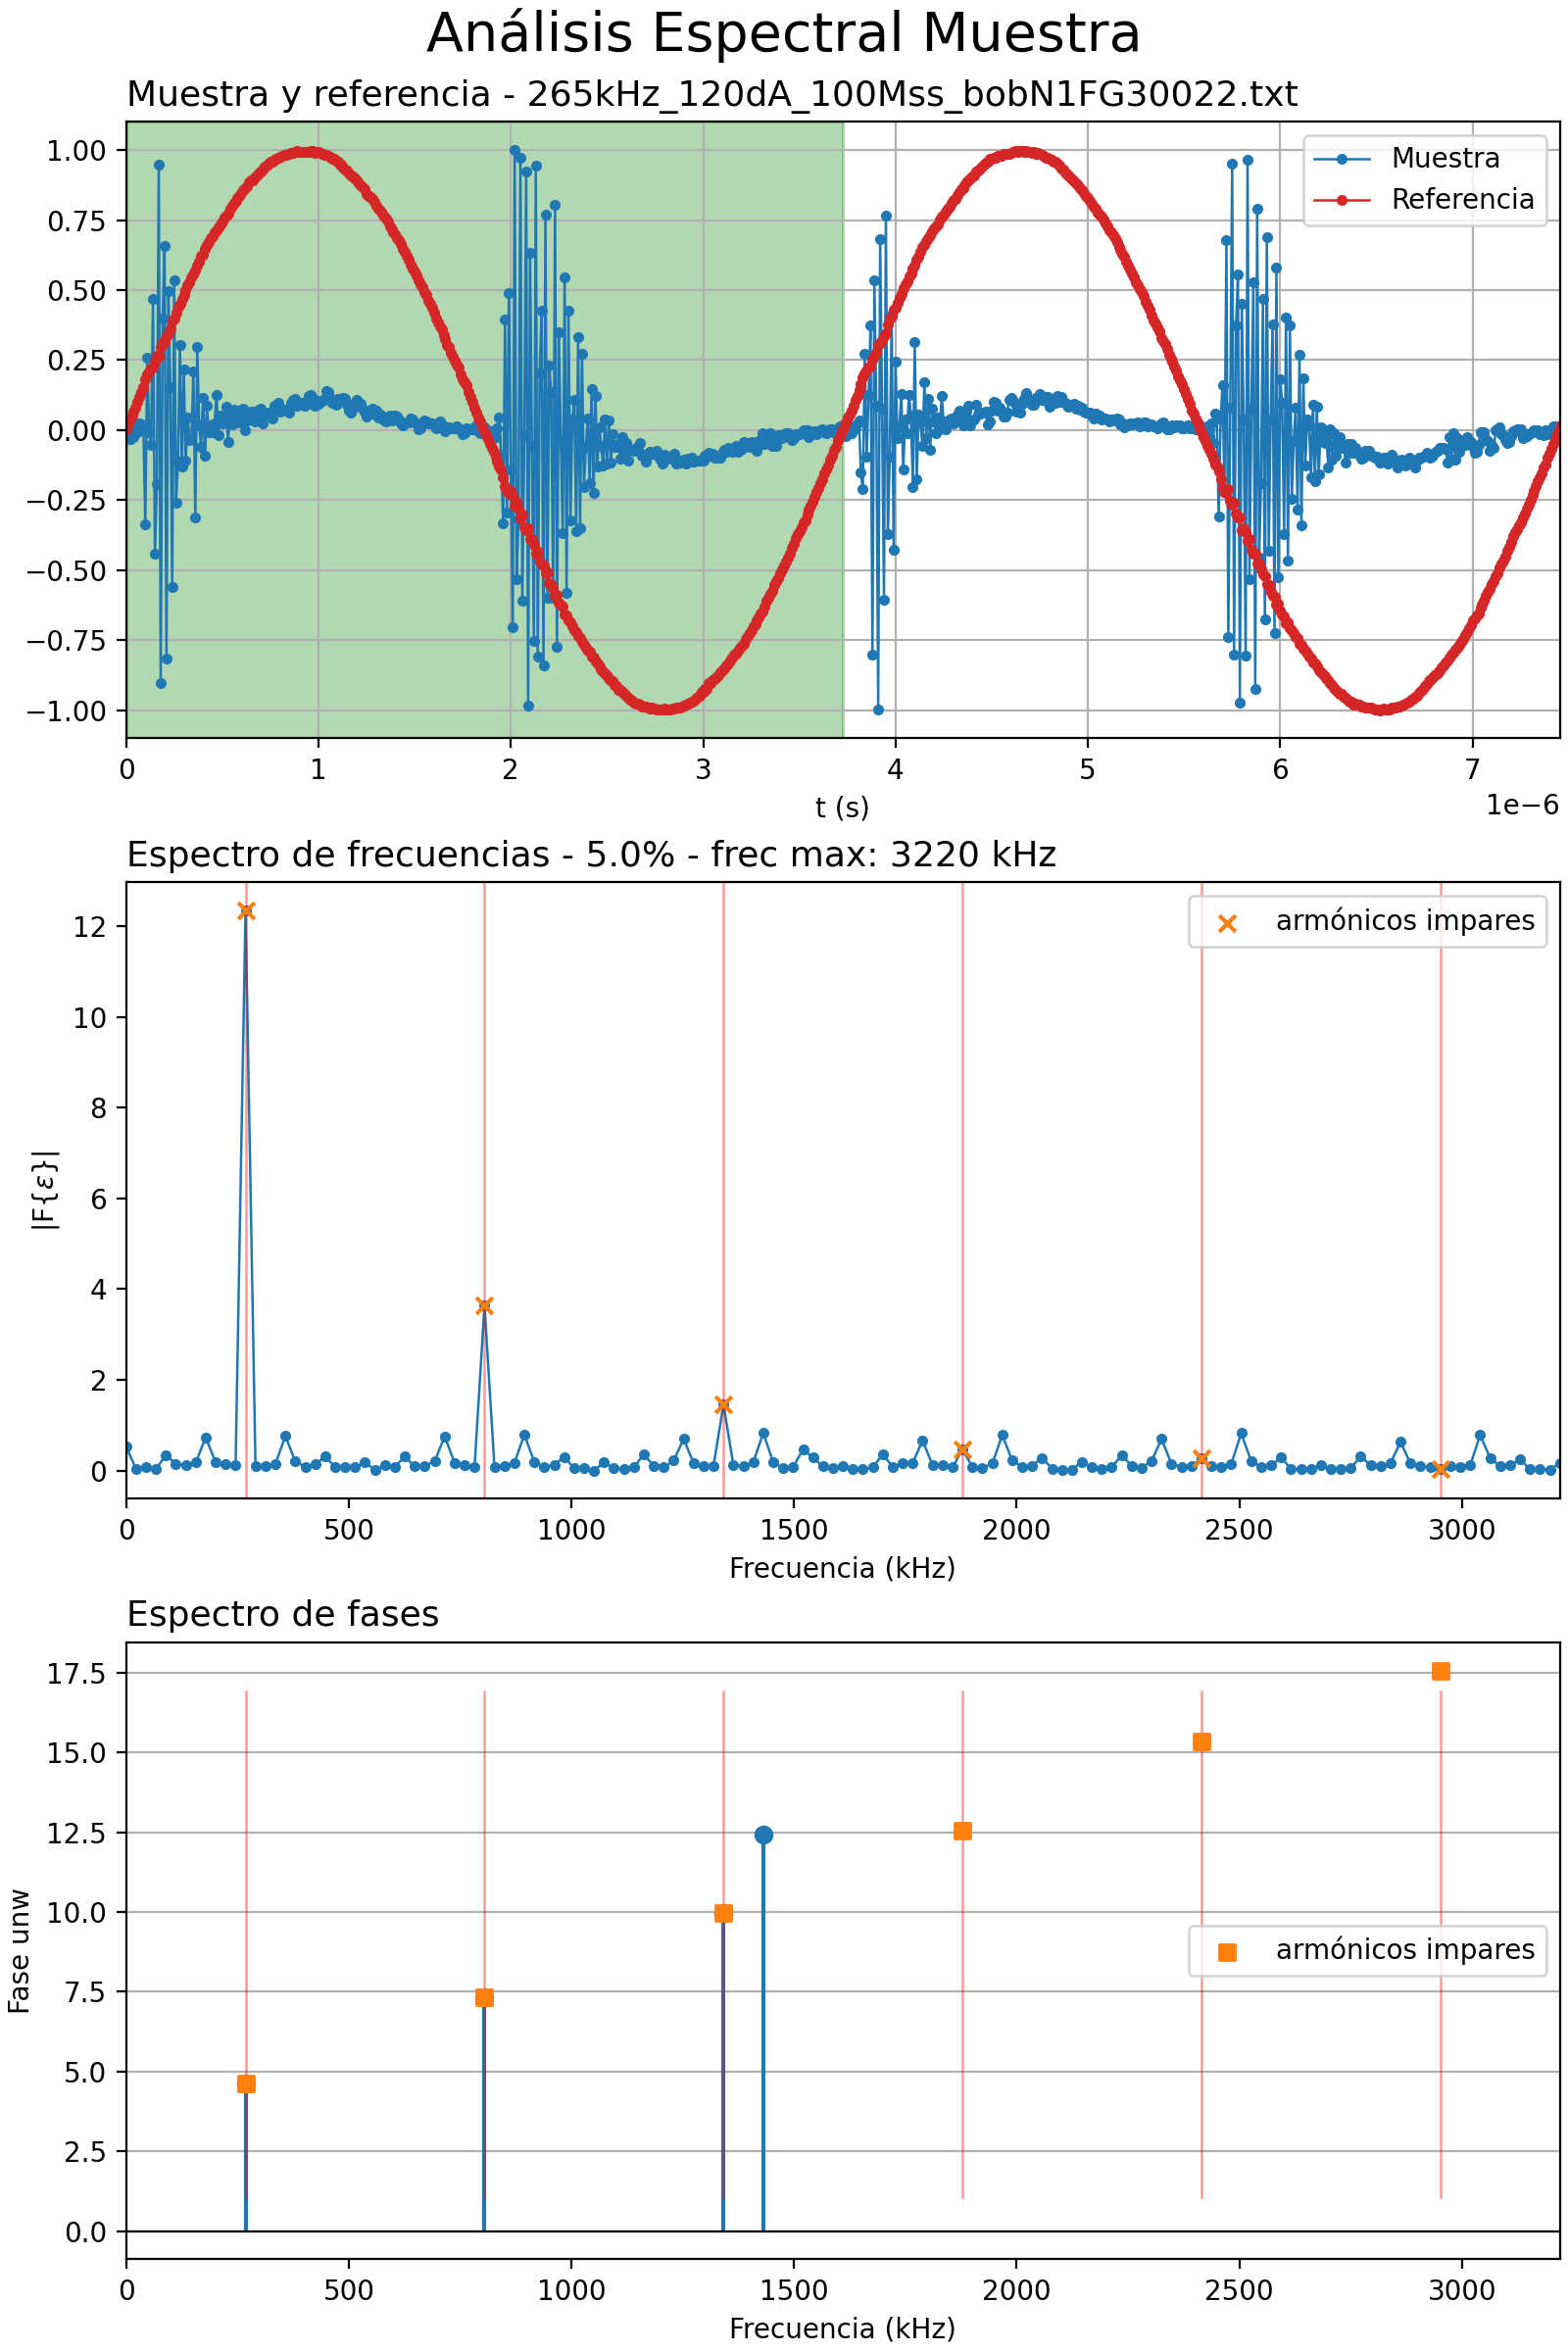 Análisis Espectral Muestra
Muestra y referencia - 265kHz_120dA_100Mss_bobN1FG30022.txt
1.00
0.75
0.50
0.25
0.00
−0.25
−0.50
−0.75
−1.00
Muestra
Referencia
0 1 2 3 4 5 6 7
1e−6
t (s)
Espectro de frecuencias - 5.0% - frec max: 3220 kHz
12
10
8
6
4
2
0
|F{ε}|
armónicos impares
0 500 1000 1500 2000 2500 3000
Frecuencia (kHz)
Espectro de fases
17.5
15.0
12.5
10.0
7.5
5.0
2.5
0.0
Fase unw
armónicos impares
0 500 1000 1500 2000 2500 3000
Frecuencia (kHz)